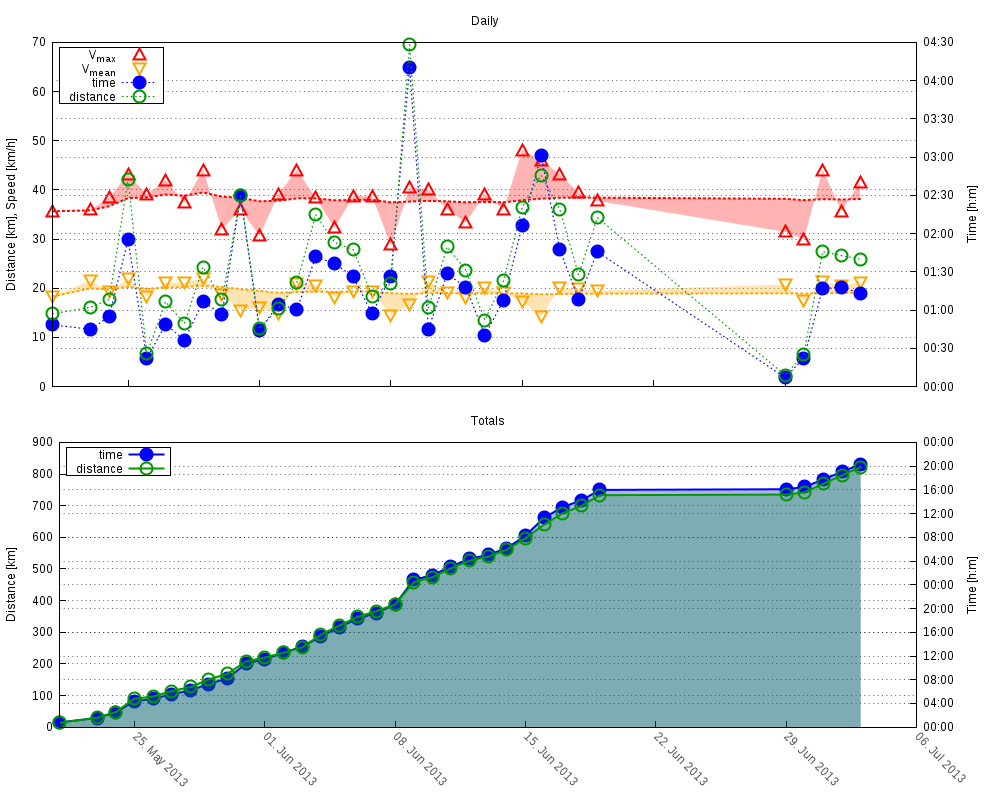 Daily
70
60
50
40
30
20
10
0
Distance [km], Speed [km/h]
Vmax
Vmean
time
distance
04:30
04:00
03:30
03:00
02:30
02:00
01:30
01:00
00:30
00:00
Time [h:m]
Totals
900
800
700
600
500
400
300
200
100
0
Distance [km]
time
distance
00:00
20:00
16:00
12:00
08:00
04:00
00:00
20:00
16:00
12:00
08:00
04:00
00:00
Time [h:m]
25. May 2013
01. Jun 2013
08. Jun 2013
15. Jun 2013
22. Jun 2013
29. Jun 2013
06. Jul 2013